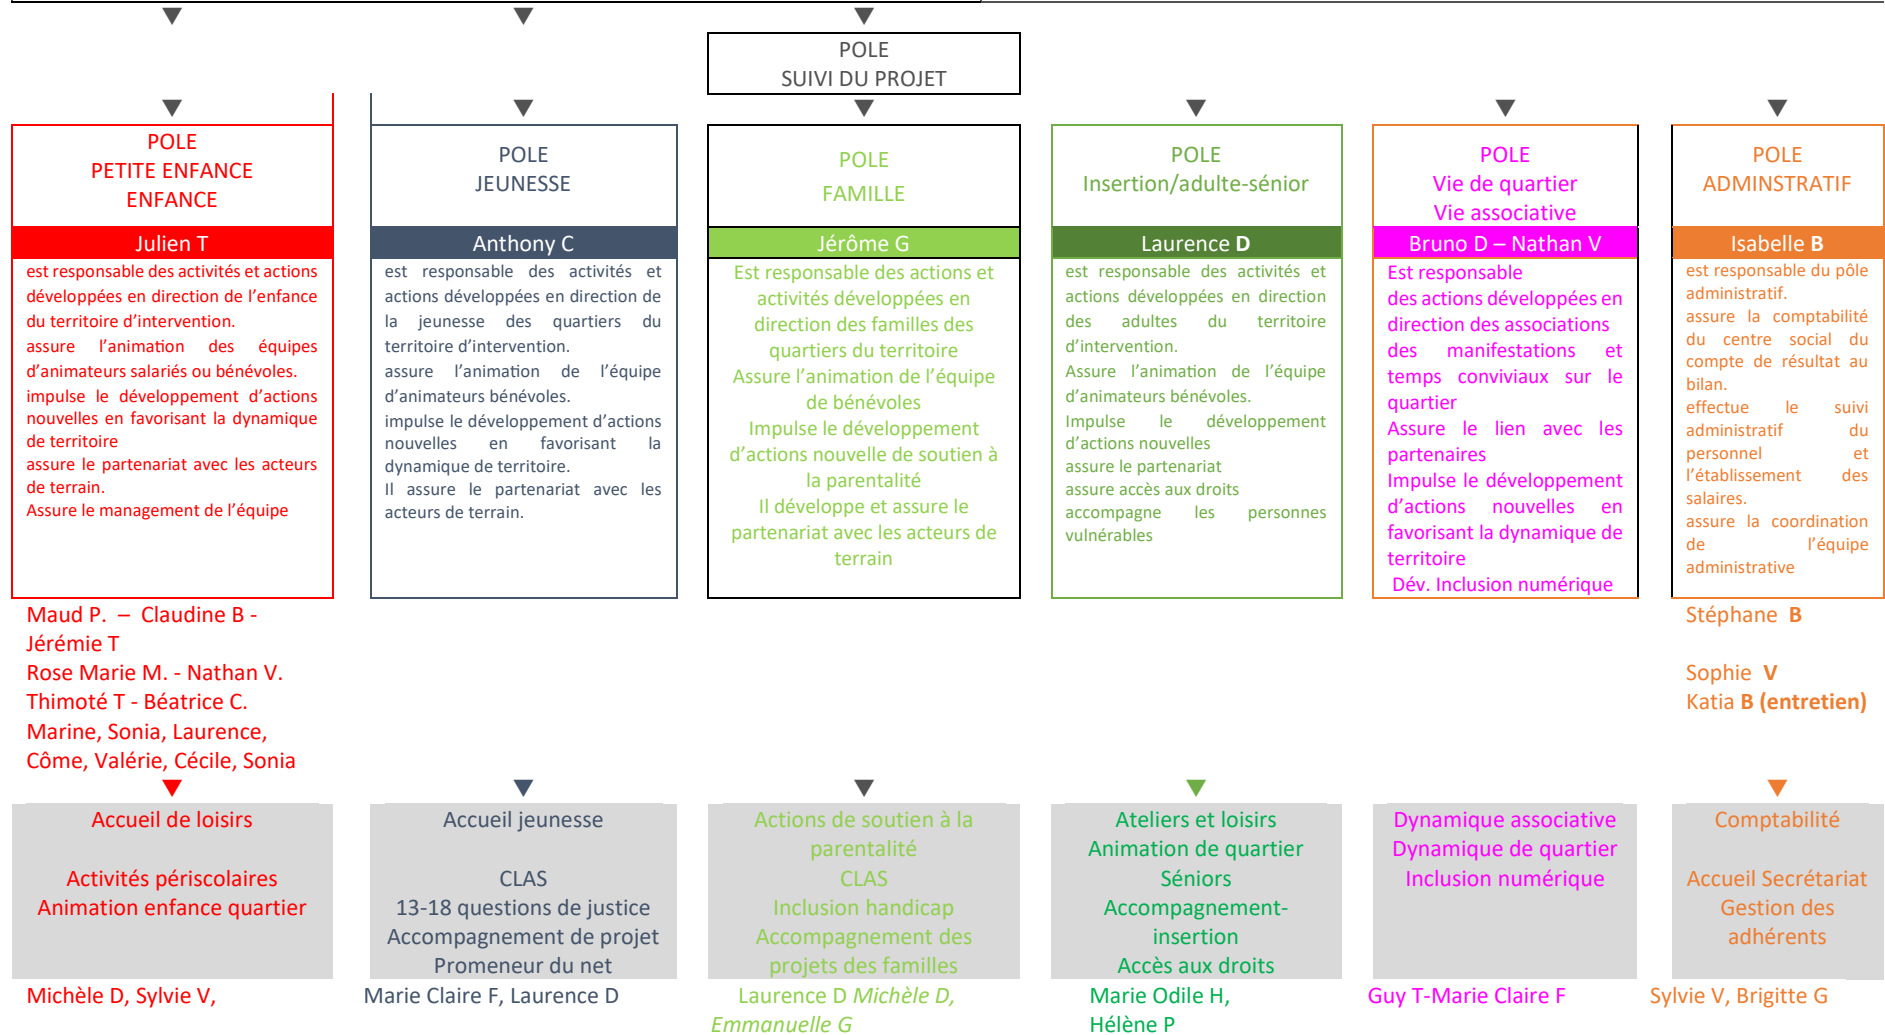 POLE
SUIVI DU PROJET
POLE
PETITE ENFANCE
ENFANCE
Julien T
est responsable des activités et actions
développées en direction de l'enfance
du territoire d'intervention.
assure l'animation des équipes
d'animateurs salariés ou bénévoles.
impulse le développement d'actions
nouvelles en favorisant la dynamique
de territoire
assure le partenariat avec les acteurs
de terrain.
Assure le management de l'équipe
Maud P. – Claudine B -
Jérémie T
Rose Marie M. - Nathan V.
Thimoté T - Béatrice C.
Marine, Sonia, Laurence,
Côme, Valérie, Cécile, Sonia
Accueil de loisirs
Activités périscolaires
Animation enfance quartier
Michèle D, Sylvie V,
POLE
JEUNESSE
Anthony C
est responsable des activités et
actions développées en direction de
la jeunesse des quartiers du
territoire d'intervention.
assure l'animation de l'équipe
d'animateurs bénévoles.
impulse le développement d'actions
nouvelles en favorisant la
dynamique de territoire.
Il assure le partenariat avec les
acteurs de terrain.
Accueil jeunesse
CLAS
13-18 questions de justice
Accompagnement de projet
Promeneur du net
Marie Claire F, Laurence D
POLE
FAMILLE
Jérôme G
Est responsable des actions et
activités développées en
direction des familles des
quartiers du territoire
Assure l'animation de l'équipe
de bénévoles
Impulse le développement
d'actions nouvelle de soutien à
la parentalité
Il développe et assure le
partenariat avec les acteurs de
terrain
Actions de soutien à la
parentalité
CLAS
Inclusion handicap
Accompagnement des
projets des familles
Laurence D Michèle D,
Emmanuelle G
POLE
Insertion/adulte-sénior
Laurence D
est responsable des activités et
actions développées en direction
des adultes du territoire
d'intervention.
Assure l'animation de l'équipe
d'animateurs bénévoles.
Impulse le développement
d'actions nouvelles
assure le partenariat
assure accès aux droits
accompagne les personnes
vulnérables
Ateliers et loisirs
Animation de quartier
Séniors
Accompagnement-
insertion
Accès aux droits
Marie Odile H,
Hélène P
POLE
Vie de quartier
Vie associative
Bruno D – Nathan V
Est responsable
des actions développées en
direction des associations
des manifestations et
temps conviviaux sur le
quartier
Assure le lien avec les
partenaires
Impulse le développement
d'actions nouvelles en
favorisant la dynamique de
territoire
Dév. Inclusion numérique
Dynamique associative
Dynamique de quartier
Inclusion numérique
Guy T-Marie Claire F
POLE
ADMINSTRATIF
Isabelle B
est responsable du pôle
administratif.
assure la comptabilité
du centre social du
compte de résultat au
bilan.
effectue le suivi
administratif du
personnel et
l'établissement des
salaires.
assure la coordination
de l'équipe
administrative
Stéphane B
Sophie V
Katia B (entretien)
Comptabilité
Accueil Secrétariat
Gestion des
adhérents
Sylvie V, Brigitte G